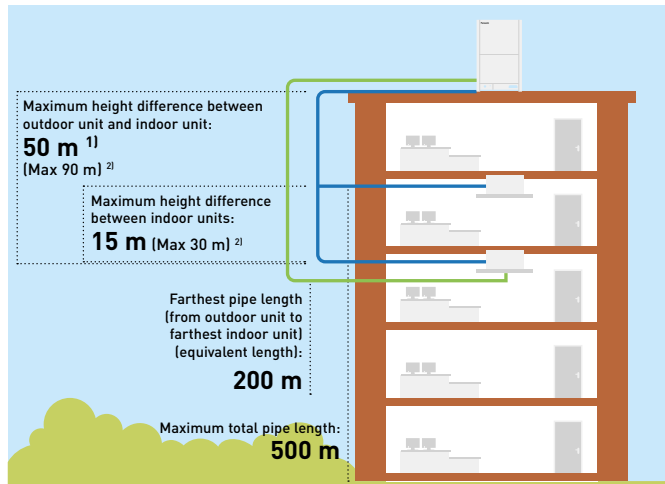 Maximum height difference between
outdoor unit and indoor unit:
50 m 1)
(Max 90 m) 2)
Maximum height difference
between indoor units:
15 m (Max 30 m) 2)
Farthest pipe length
(from outdoor unit to
farthest indoor unit)
(equivalent length):
200 m
Maximum total pipe length:
500 m